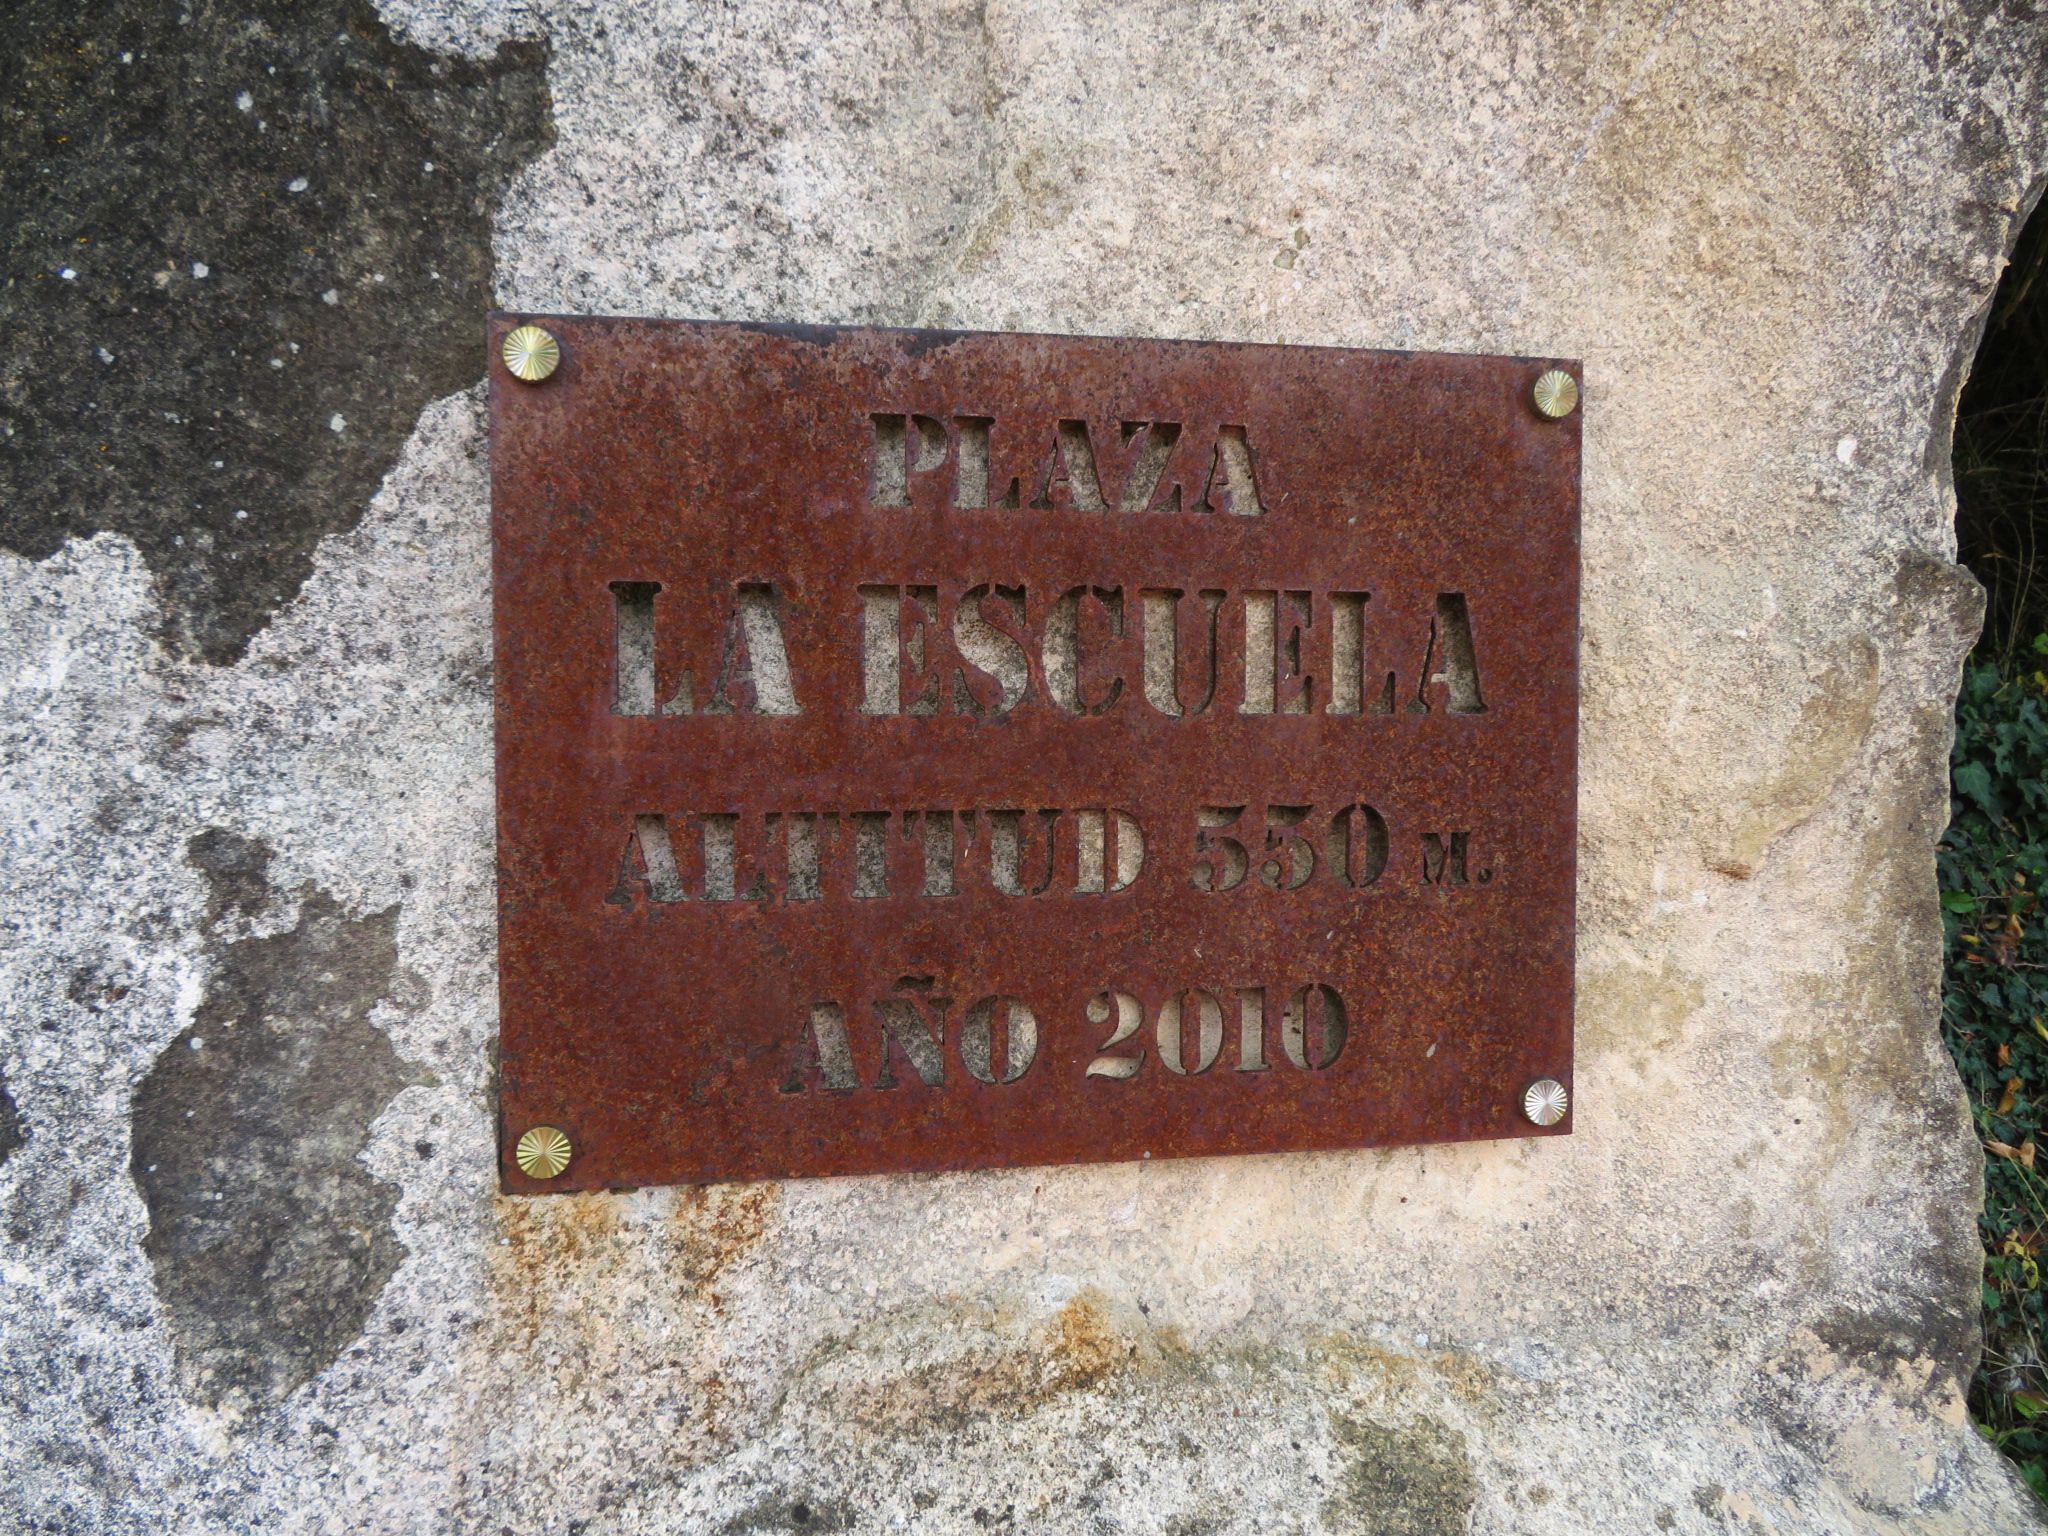 PLAZA
LA ESCUELA
ALTITUD 550 M.
AÑO 2010